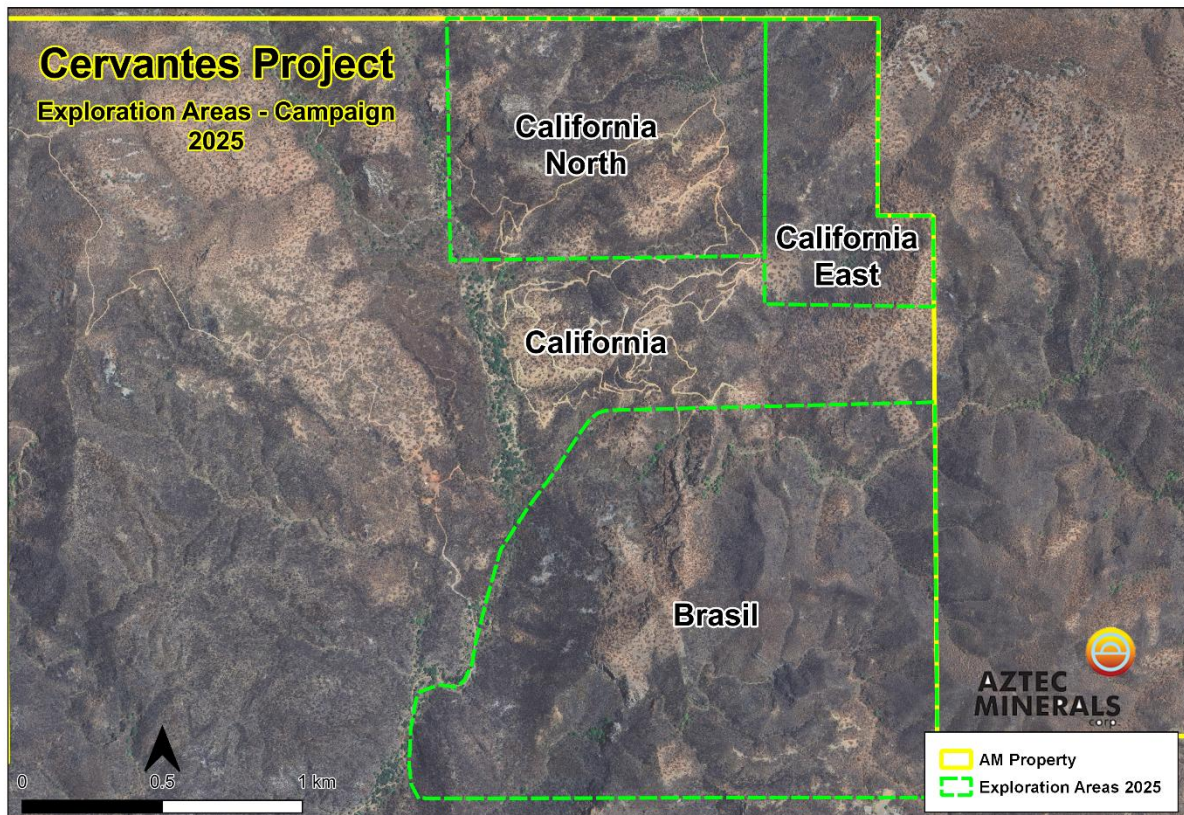 Cervantes Project
Exploration Areas - Campaign
2025
California
North
California
East
California
Brasil
AZTEC
MINERALS
corp.
0
0.5
1 km
AM Property
Exploration Areas 2025